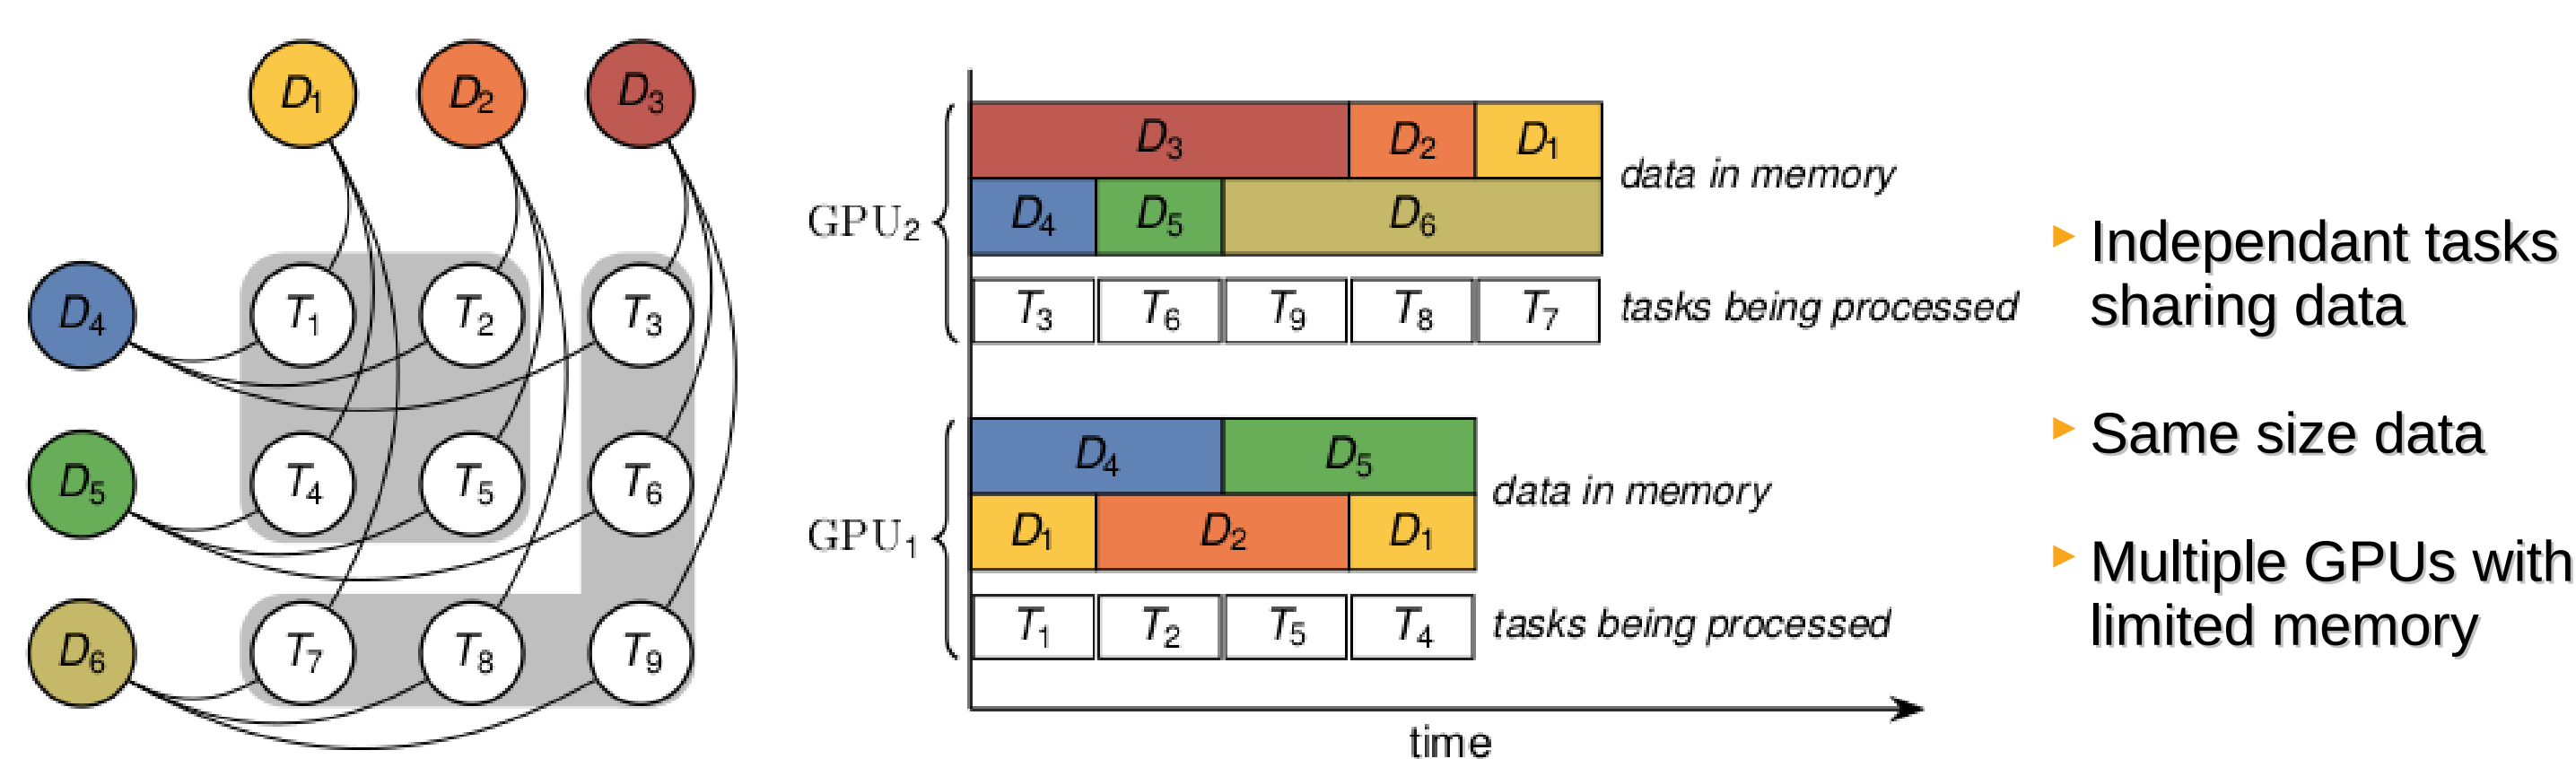 D1 D2 D3
D4 T1 T2 T3
D5 T4 T5 T6
D6 T7 T8 T9
GPU2
D3 D2 D1
D4 D5 D6
data in memory
T3 T6 T9 T8 T7
tasks being processed
GPU1
D4 D5
D1 D2 D1
data in memory
T1 T2 T5 T4
tasks being processed
time
Independant tasks
sharing data
Same size data
Multiple GPUs with
limited memory